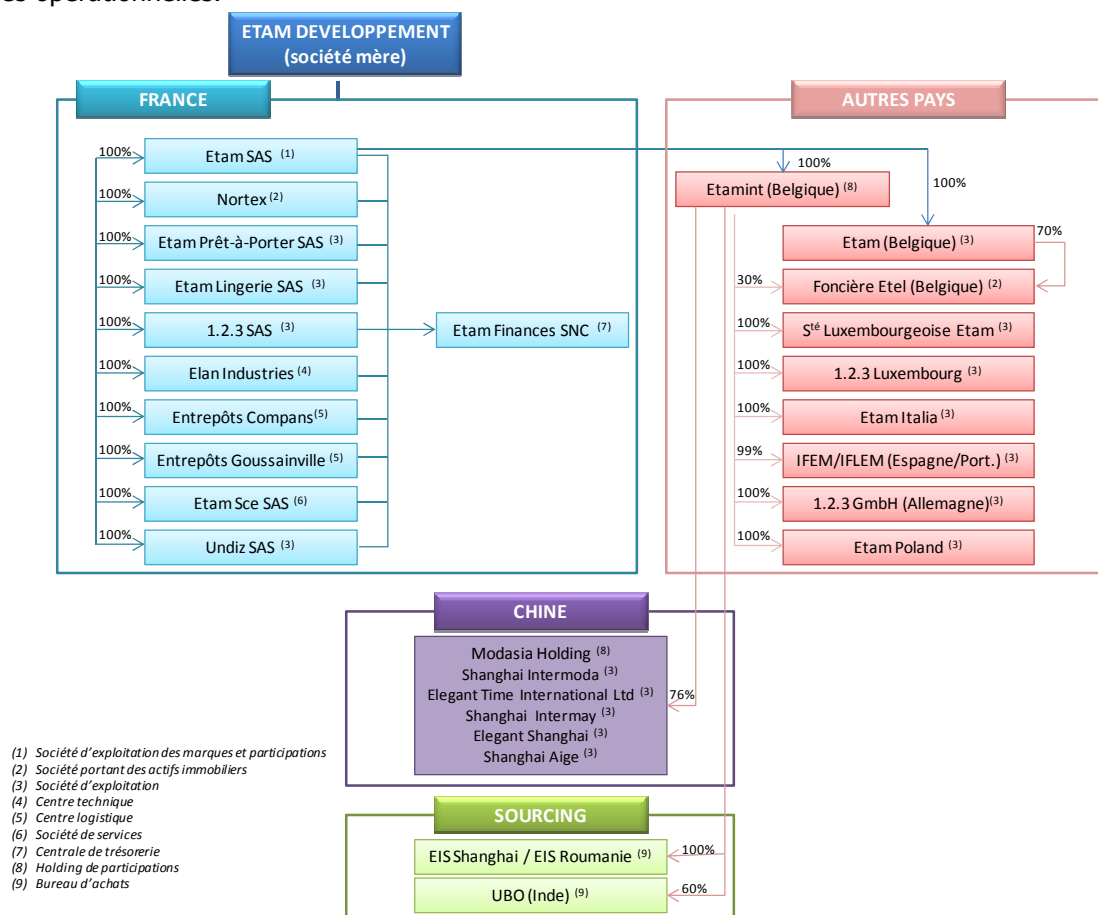 es opérationnelles.
ETAM DEVELOPPEMENT
(société mère)
FRANCE
100% Etam SAS (1)
100% Nortex (2)
100% Etam Prêt-à-Porter SAS (3)
100% Etam Lingerie SAS (3)
100% 1.2.3 SAS (3)
Etam Finances SNC (7)
100% Elan Industries (4)
100% Entrepôts Compans(5)
100% Entrepôts Goussainville (5)
100% Etam Sce SAS (6)
100% Undiz SAS (3)
AUTRES PAYS
100%
Etamint (Belgique) (8)
100%
Etam (Belgique) (3) 70%
30% Foncière Etel (Belgique) (2)
100% Sté Luxembourgeoise Etam (3)
100% 1.2.3 Luxembourg (3)
100% Etam Italia (3)
99% IFEM/IFLEM (Espagne/Port.) (3)
100% 1.2.3 GmbH (Allemagne)(3)
100% Etam Poland (3)
CHINE
Modasia Holding (8)
Shanghai Intermoda (3)
Elegant Time International Ltd (3) 76%
Shanghai Intermay (3)
Elegant Shanghai (3)
Shanghai Aige (3)
SOURCING
EIS Shanghai / EIS Roumanie (9) 100%
UBO (Inde) (9) 60%
(1) Société d'exploitation des marques et participations
(2) Société portant des actifs immobiliers
(3) Société d'exploitation
(4) Centre technique
(5) Centre logistique
(6) Société de services
(7) Centrale de trésorerie
(8) Holding de participations
(9) Bureau d'achats